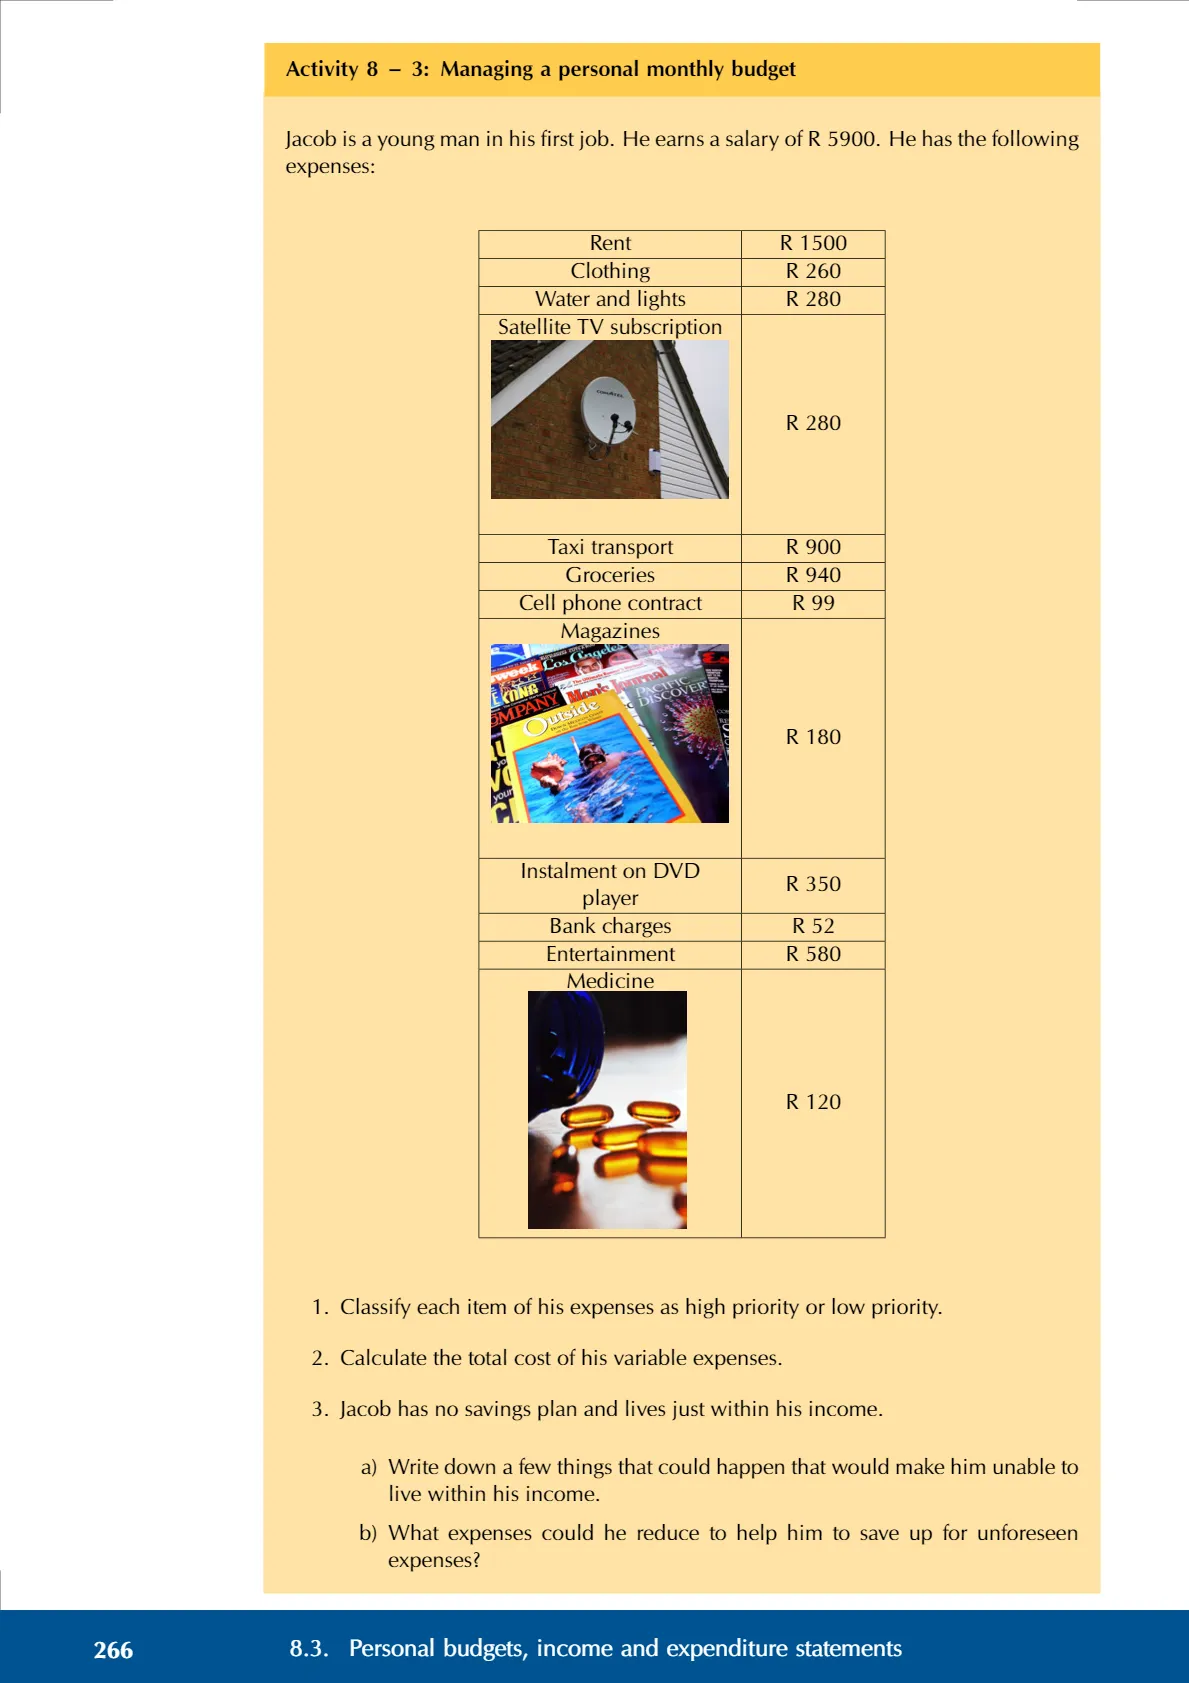 Activity 8 – 3: Managing a personal monthly budget
Jacob is a young man in his first job. He earns a salary of R 5900. He has the following
expenses:
Rent R 1500
Clothing R 260
Water and lights R 280
Satellite TV subscription
R 280
Taxi transport R 900
Groceries R 940
Cell phone contract R 99
Magazines
Los Angeles
Men's Journal
PACIFIC
DISCOVERY
Outside
R 180
Instalment on DVD
player
R 350
Bank charges R 52
Entertainment R 580
Medicine
R 120
1. Classify each item of his expenses as high priority or low priority.
2. Calculate the total cost of his variable expenses.
3. Jacob has no savings plan and lives just within his income.
a) Write down a few things that could happen that would make him unable to
live within his income.
b) What expenses could he reduce to help him to save up for unforeseen
expenses?
266 8.3. Personal budgets, income and expenditure statements